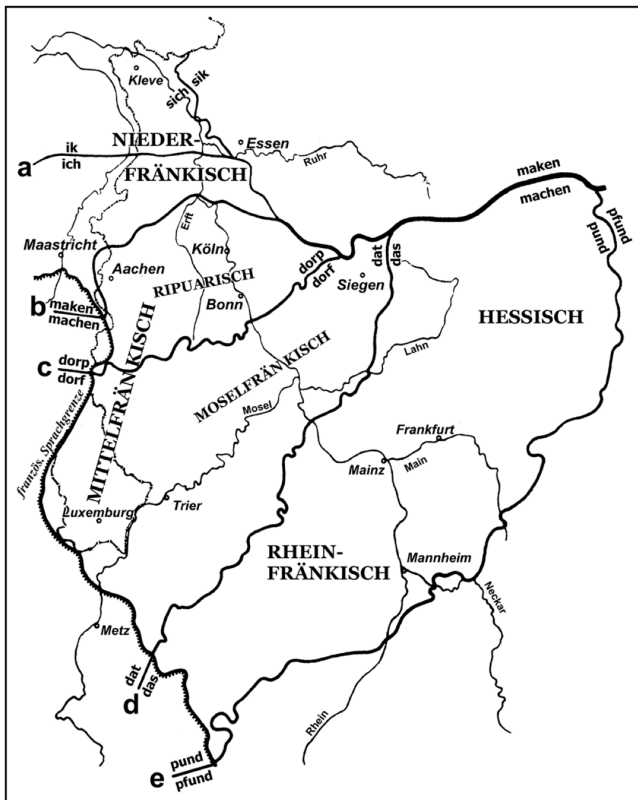 Kleve
sich
sik
NIEDER-
Essen
ik
ich
a
FRÄNKISCH
Ruhr
maken
machen
pfund
pund
Erft
Maastricht
Köln
dorp
dorf
dat
das
Aachen
RIPUARISCH
Siegen
Bonn
b
maken
machen
HESSISCH
c
dorp
dorf
MOSELFRÄNKISCH
Lahn
MITTELFRÄNKISCH
Mosel
französ. Sprachgrenze
Frankfurt
Mainz
Main
Trier
Luxemburg
RHEIN-
FRÄNKISCH
Mannheim
Neckar
Metz
dat
das
d
Rhein
e
pund
pfund